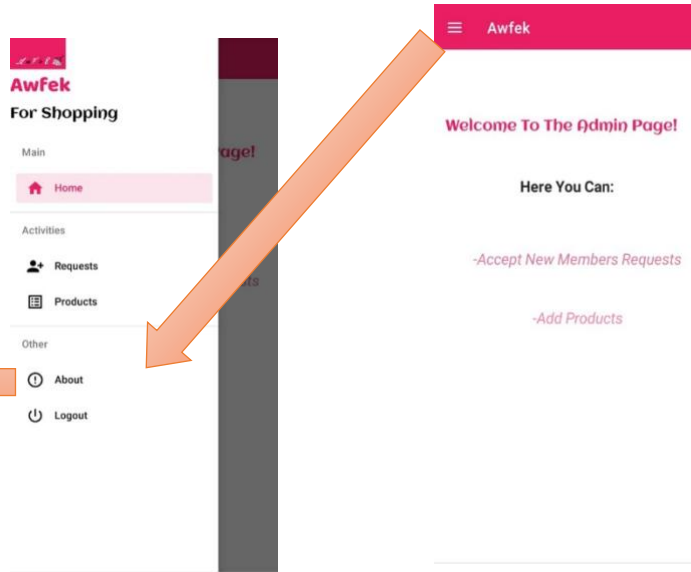 Awfek
For Shopping
Main
Home
Activities
Requests
Products
Other
About
Logout
age!
sts
Awfek
Welcome To The Admin Page!
Here You Can:
-Accept New Members Requests
-Add Products